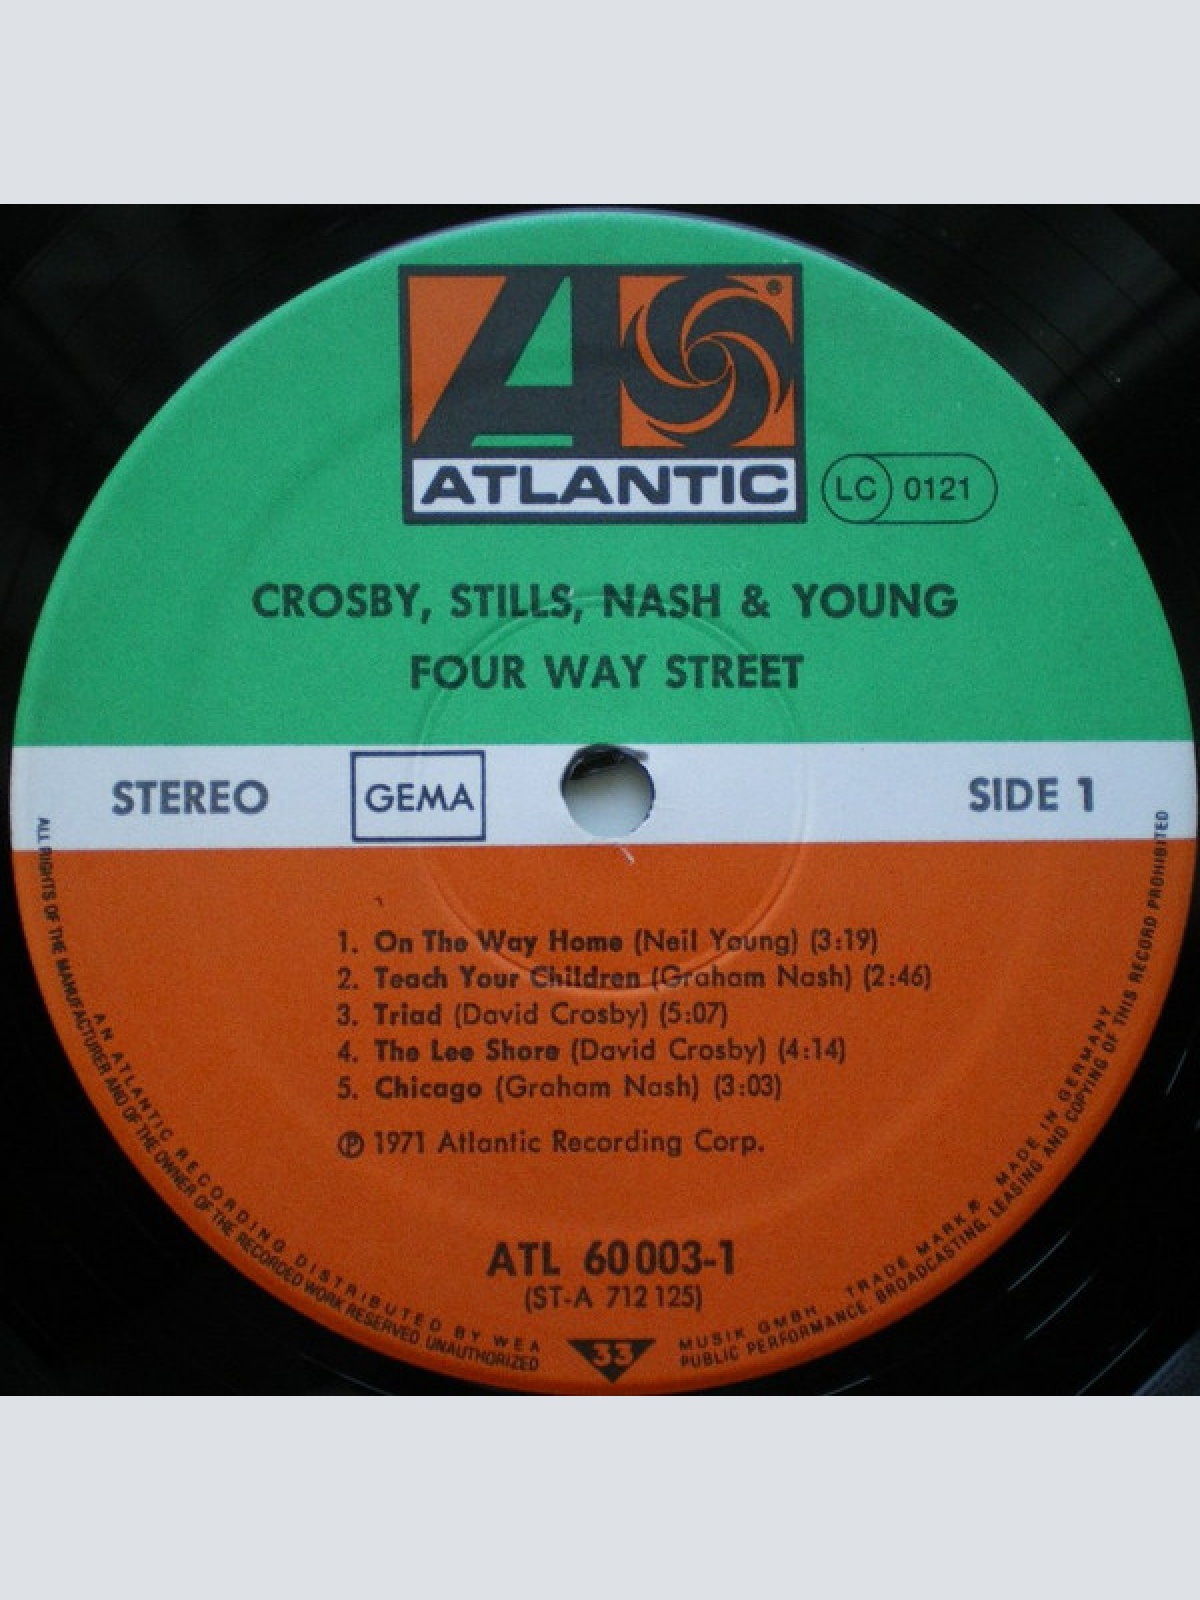 ®
ATLANTIC
LC 0121
CROSBY, STILLS, NASH & YOUNG
FOUR WAY STREET
STEREO GEMA SIDE 1
1. On The Way Home (Neil Young) (3:19)
2. Teach Your Children (Graham Nash) (2:46)
3. Triad (David Crosby) (5:07)
4. The Lee Shore (David Crosby) (4:14)
5. Chicago (Graham Nash) (3:03)
℗ 1971 Atlantic Recording Corp.
ATL 60 003-1
(ST-A 712 125)
33
AN ATLANTIC RECORDING DISTRIBUTED BY WEA MUSIK GMBH TRADE MARK ® MADE IN GERMANY
ALL RIGHTS OF THE MANUFACTURER AND OF THE OWNER OF THE RECORDED WORK RESERVED. UNAUTHORIZED PUBLIC PERFORMANCE, BROADCASTING, LEASING AND COPYING OF THIS RECORD PROHIBITED